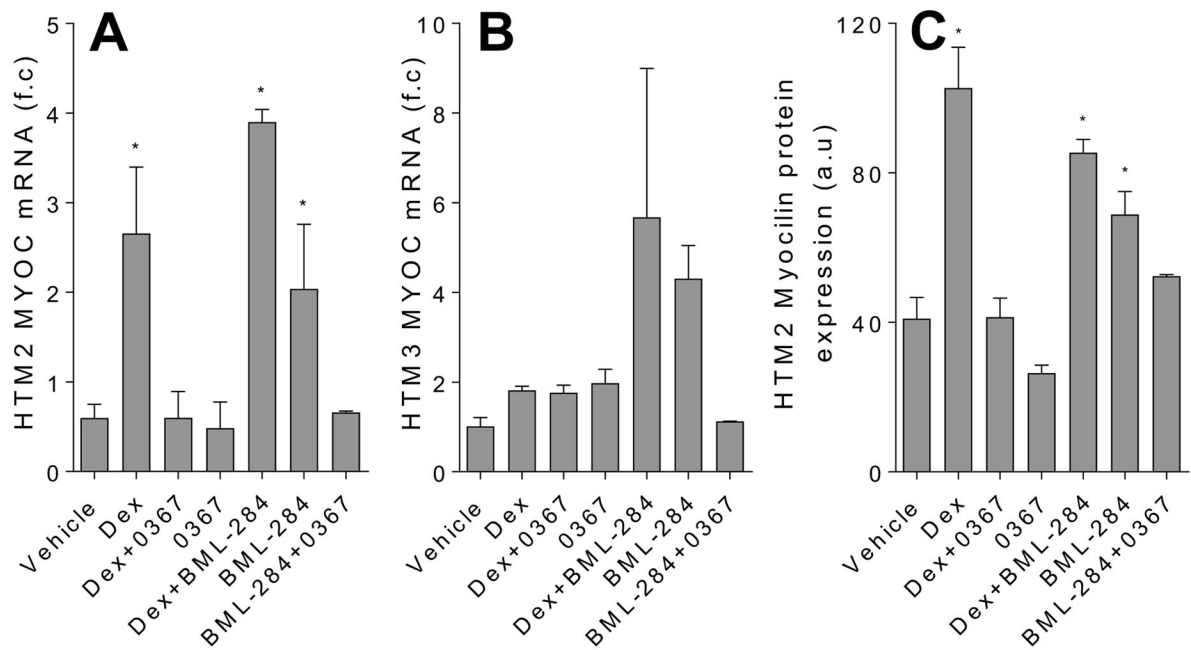 A
HTM2 MYOC mRNA (f.c)
5
4
3
2
1
0
*
*
*
Vehicle
Dex
Dex+0367
0367
Dex+BML-284
BML-284
BML-284+0367
B
HTM3 MYOC mRNA (f.c)
10
8
6
4
2
0
Vehicle
Dex
Dex+0367
0367
Dex+BML-284
BML-284
BML-284+0367
C
HTM2 Myocilin protein
expression (a.u)
120
80
40
0
*
*
*
Vehicle
Dex
Dex+0367
0367
Dex+BML-284
BML-284
BML-284+0367